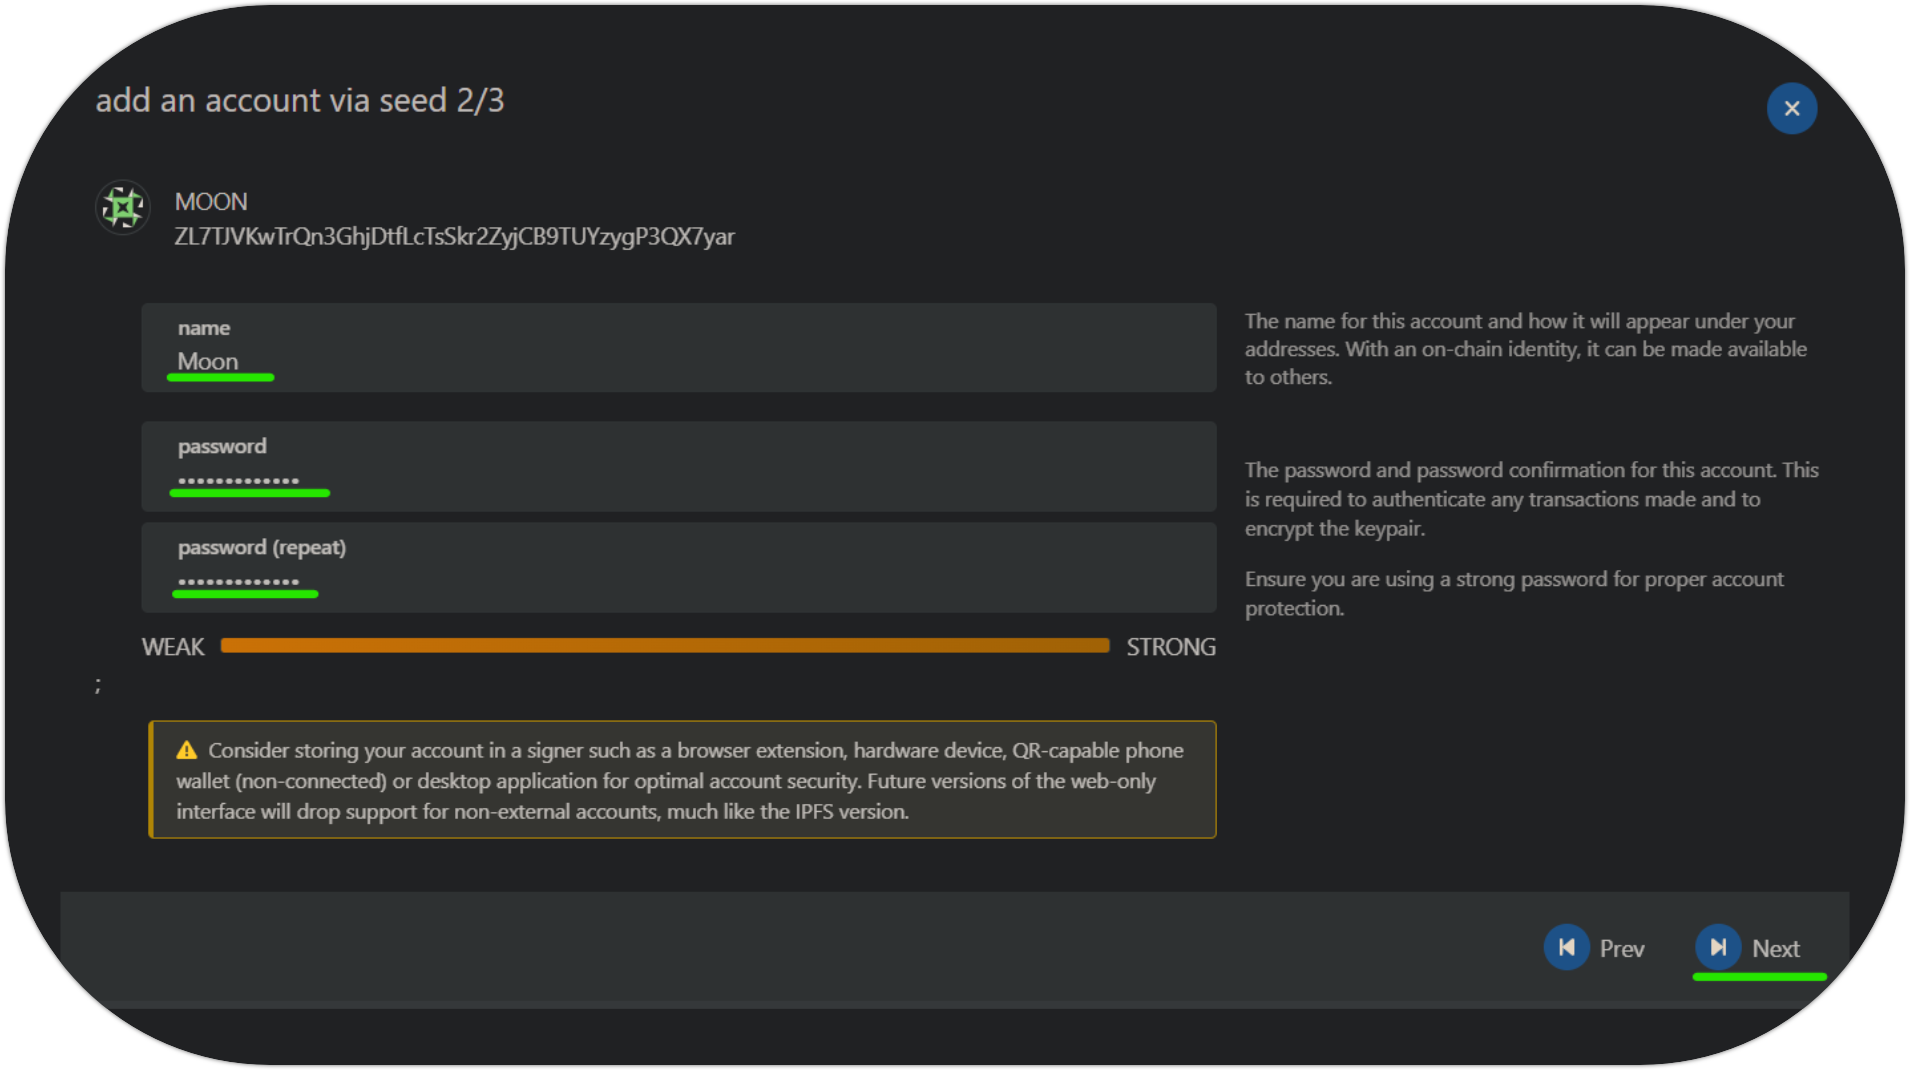 add an account via seed 2/3
MOON
ZL7TJVKwTrQn3GhjDtfLcTsSkr2ZyjCB9TUYzygP3QX7yar
name
Moon
The name for this account and how it will appear under your
addresses. With an on-chain identity, it can be made available
to others.
password
•••••••••••••
The password and password confirmation for this account. This
is required to authenticate any transactions made and to
encrypt the keypair.
password (repeat)
•••••••••••••
Ensure you are using a strong password for proper account
protection.
WEAK STRONG
;
⚠ Consider storing your account in a signer such as a browser extension, hardware device, QR-capable phone
wallet (non-connected) or desktop application for optimal account security. Future versions of the web-only
interface will drop support for non-external accounts, much like the IPFS version.
Prev Next